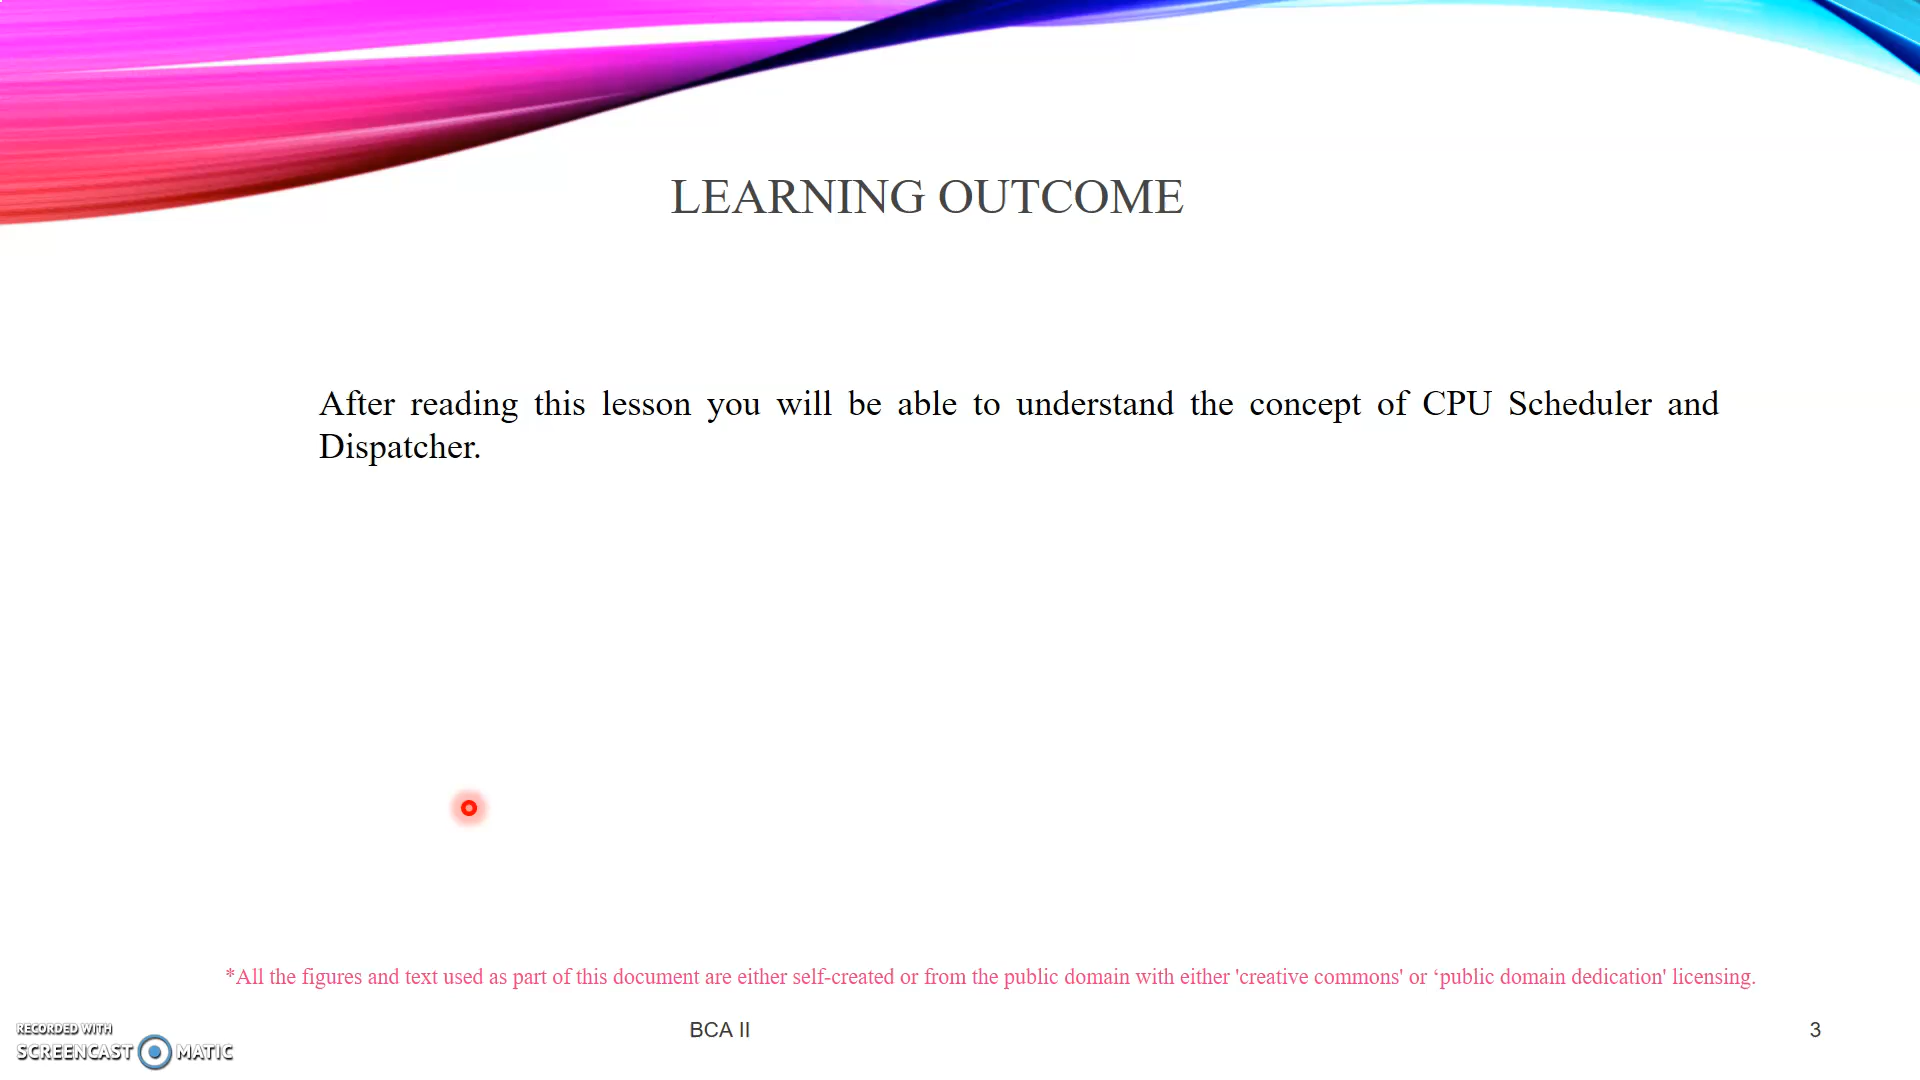 LEARNING OUTCOME
After reading this lesson you will be able to understand the concept of CPU Scheduler and
Dispatcher.
*All the figures and text used as part of this document are either self-created or from the public domain with either 'creative commons' or ‘public domain dedication' licensing.
BCA II
3
RECORDED WITH
SCREENCAST MATIC